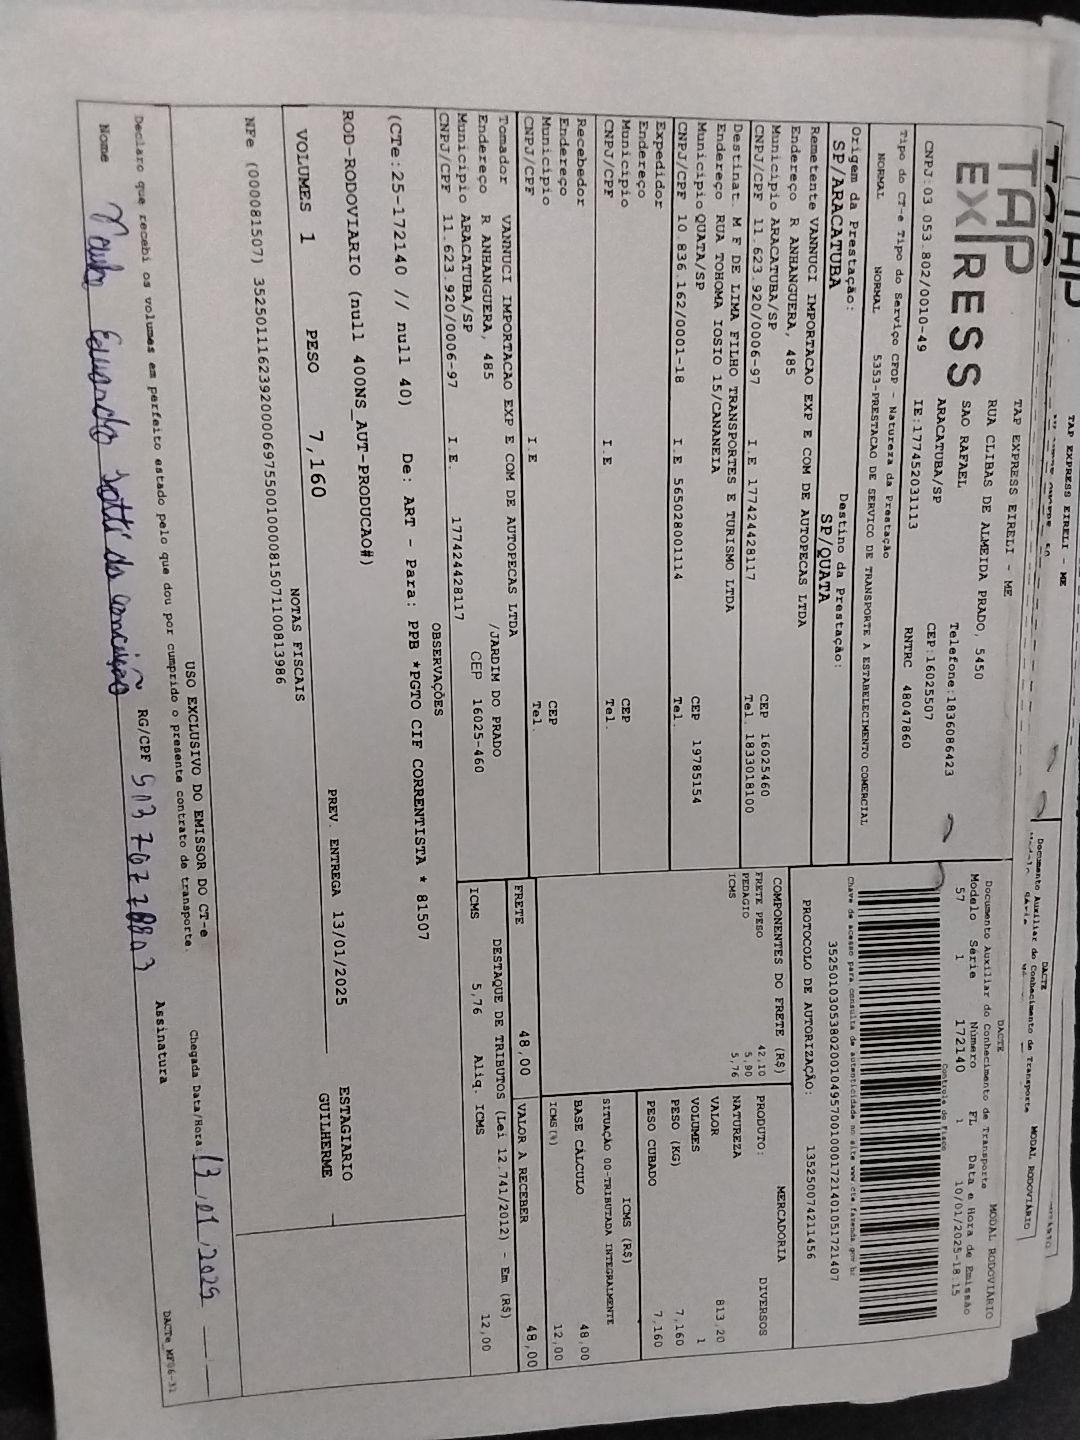 TAP EXPRESS EIRELI - ME
TAP
EXPRESS
TAP EXPRESS EIRELI - ME
RUA CLIBAS DE ALMEIDA PRADO, 5450
SAO RAFAEL Telefone:1836086423
ARACATUBA/SP CEP:16025507
CNPJ:03 053.802/0010-49 IE:177452031113 RNTRC 48047860
DACTE MODAL RODOVIÁRIO
Documento Auxiliar do Conhecimento de Transporte
Modelo Série Número FL Data e Hora de Emissão
57 1 172140 1 10/01/2025-18.15
Controle do Fisco
Chave de acesso para consulta de autenticidade no site www.cte.fazenda.gov.br
35250103053802001049570010001721401051721407
PROTOCOLO DE AUTORIZAÇÃO: 135250074211456
Tipo do CT-e Tipo do Serviço CFOP - Natureza da Prestação
NORMAL NORMAL 5353-PRESTACAO DE SERVICO DE TRANSPORTE A ESTABELECIMENTO COMERCIAL
Origem da Prestação: Destino da Prestação:
SP/ARACATUBA SP/QUATA
Remetente VANNUCI IMPORTACAO EXP E COM DE AUTOPECAS LTDA
Endereço R ANHANGUERA, 485
Municipio ARACATUBA/SP CEP 16025460
CNPJ/CPF 11.623.920/0006-97 I.E 177424428117 Tel. 1833018100
Destinat. M F DE LIMA FILHO TRANSPORTES E TURISMO LTDA
Endereço RUA TOHOMA IOSIO 15/CANANEIA
Municipio QUATA/SP CEP 19785154
CNPJ/CPF 10.836.162/0001-18 I.E 565028001114 Tel.
Expedidor
Endereço
Municipio CEP
CNPJ/CPF I.E Tel.
Recebedor
Endereço
Municipio CEP
CNPJ/CPF I.E Tel.
Tomador VANNUCI IMPORTACAO EXP E COM DE AUTOPECAS LTDA
Endereço R ANHANGUERA, 485 /JARDIM DO PRADO
Municipio ARACATUBA/SP CEP 16025-460
CNPJ/CPF 11.623.920/0006-97 I.E. 177424428117
COMPONENTES DO FRETE (R$)
FRETE PESO 42,10
PEDAGIO 5,90
ICMS 5,76
PRODUTO: MERCADORIA
NATUREZA DIVERSOS
VALOR 813,20
VOLUMES 1
PESO (KG) 7,160
PESO CUBADO 7,160
ICMS (R$)
SITUAÇÃO 00-TRIBUTADA INTEGRALMENTE
BASE CÁLCULO 48,00
ICMS(%) 12,00
FRETE 48,00 VALOR A RECEBER 48,00
DESTAQUE DE TRIBUTOS (Lei 12.741/2012) - Em (R$)
ICMS 5,76 Aliq. ICMS 12,00
OBSERVAÇÕES
(CTe:25-172140 // null 40) De: ART - Para: PPB *PGTO CIF CORRENTISTA * 81507
ROD-RODOVIARIO (null 400NS_AUT-PRODUCAO#)
VOLUMES 1 PESO 7,160 PREV. ENTREGA 13/01/2025 ESTAGIARIO
GUILHERME
NOTAS FISCAIS
NFe (000081507) 35250111623920000697550010000815071100813986
USO EXCLUSIVO DO EMISSOR DO CT-e
Declaro que recebi os volumes em perfeito estado pelo que dou por cumprido o presente contrato de transporte. Chegada Data/Hora: 13,01,2025
Nome Eduardo da conceição RG/CPF Assinatura
DACTe_MF06-31